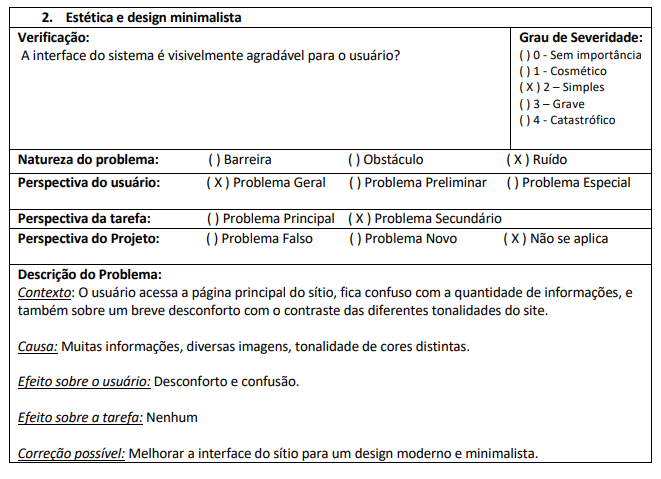 2. Estética e design minimalista
Verificação:
A interface do sistema é visivelmente agradável para o usuário?
Grau de Severidade:
( ) 0 - Sem importância
( ) 1 - Cosmético
( X ) 2 – Simples
( ) 3 – Grave
( ) 4 - Catastrófico
Natureza do problema: ( ) Barreira ( ) Obstáculo ( X ) Ruído
Perspectiva do usuário: ( X ) Problema Geral ( ) Problema Preliminar ( ) Problema Especial
Perspectiva da tarefa: ( ) Problema Principal ( X ) Problema Secundário
Perspectiva do Projeto: ( ) Problema Falso ( ) Problema Novo ( X ) Não se aplica
Descrição do Problema:
Contexto: O usuário acessa a página principal do sítio, fica confuso com a quantidade de informações, e
também sobre um breve desconforto com o contraste das diferentes tonalidades do site.
Causa: Muitas informações, diversas imagens, tonalidade de cores distintas.
Efeito sobre o usuário: Desconforto e confusão.
Efeito sobre a tarefa: Nenhum
Correção possível: Melhorar a interface do sítio para um design moderno e minimalista.